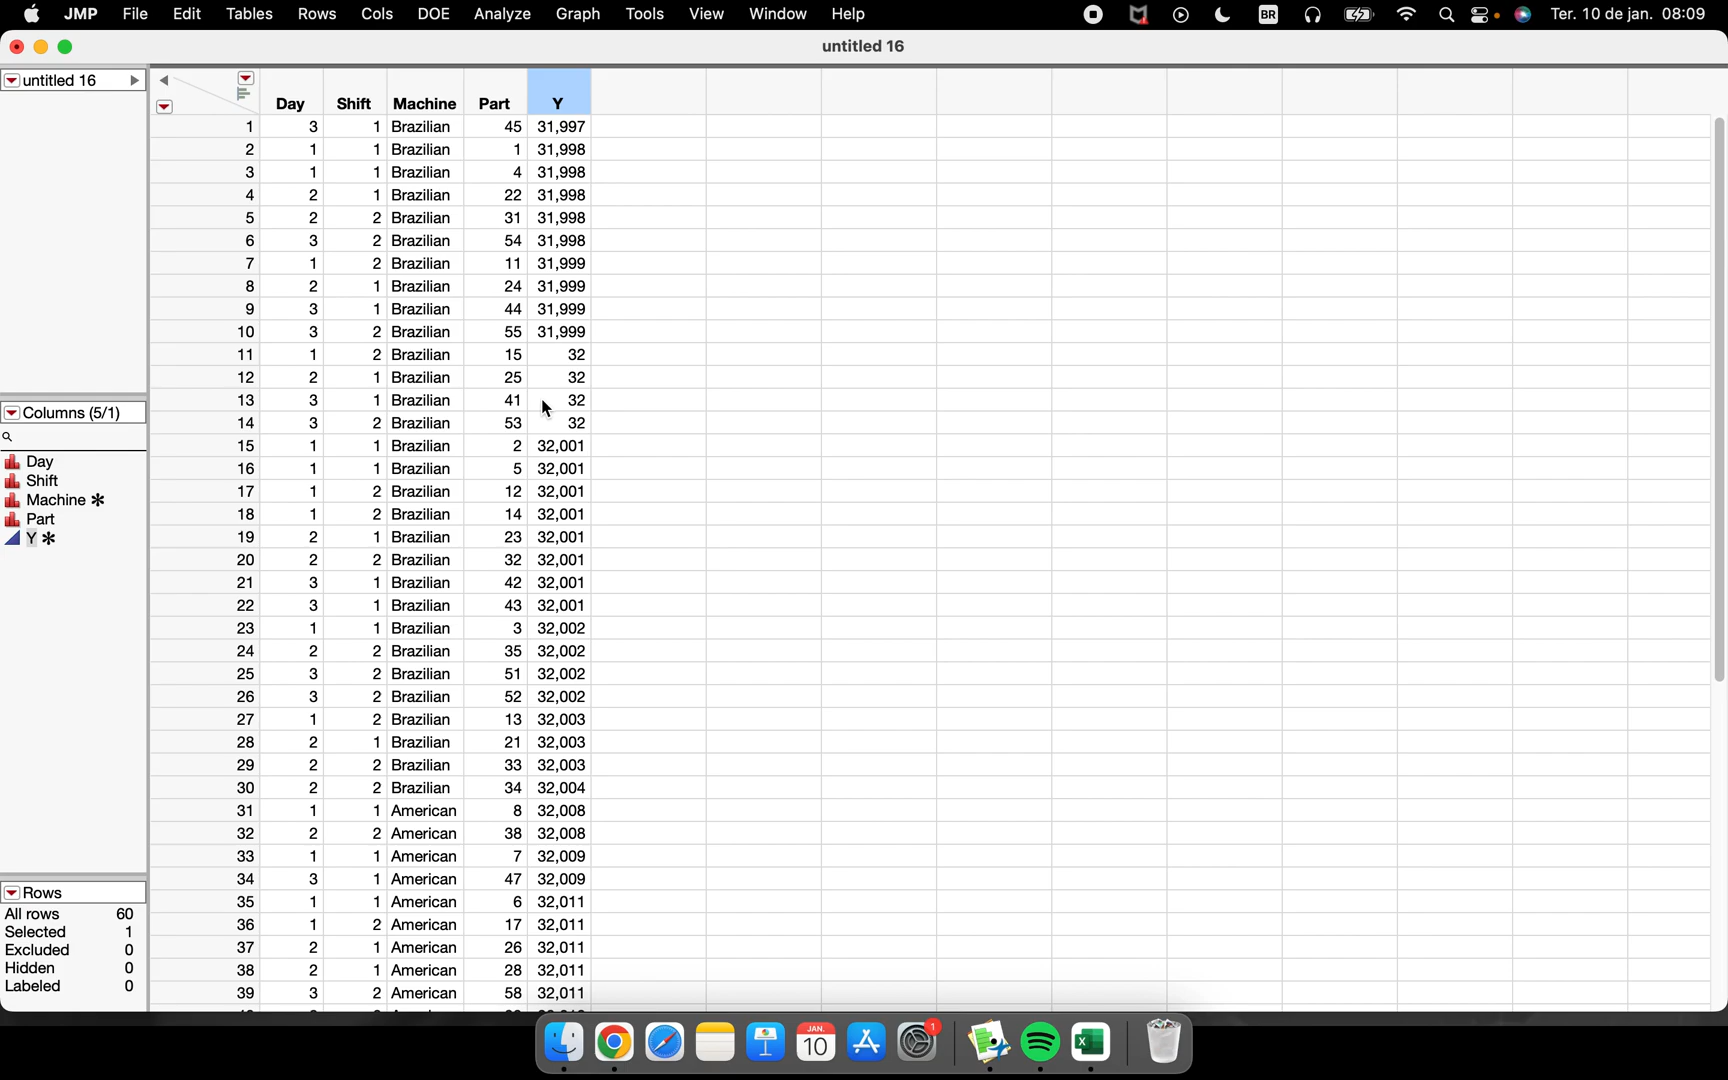 JMP File Edit Tables Rows Cols DOE Analyze Graph Tools View Window Help BR Ter. 10 de jan. 08:09
untitled 16
untitled 16
Day Shift Machine Part Y
1 3 1 Brazilian 45 31,997
2 1 1 Brazilian 1 31,998
3 1 1 Brazilian 4 31,998
4 2 1 Brazilian 22 31,998
5 2 2 Brazilian 31 31,998
6 3 2 Brazilian 54 31,998
7 1 2 Brazilian 11 31,999
8 2 1 Brazilian 24 31,999
9 3 1 Brazilian 44 31,999
10 3 2 Brazilian 55 31,999
11 1 2 Brazilian 15 32
12 2 1 Brazilian 25 32
13 3 1 Brazilian 41 32
14 3 2 Brazilian 53 32
15 1 1 Brazilian 2 32,001
16 1 1 Brazilian 5 32,001
17 1 2 Brazilian 12 32,001
18 1 2 Brazilian 14 32,001
19 2 1 Brazilian 23 32,001
20 2 2 Brazilian 32 32,001
21 3 1 Brazilian 42 32,001
22 3 1 Brazilian 43 32,001
23 1 1 Brazilian 3 32,002
24 2 2 Brazilian 35 32,002
25 3 2 Brazilian 51 32,002
26 3 2 Brazilian 52 32,002
27 1 2 Brazilian 13 32,003
28 2 1 Brazilian 21 32,003
29 2 2 Brazilian 33 32,003
30 2 2 Brazilian 34 32,004
31 1 1 American 8 32,008
32 2 2 American 38 32,008
33 1 1 American 7 32,009
34 3 1 American 47 32,009
35 1 1 American 6 32,011
36 1 2 American 17 32,011
37 2 1 American 26 32,011
38 2 1 American 28 32,011
39 3 2 American 58 32,011
Columns (5/1)
Day
Shift
Machine *
Part
Y *
Rows
All rows 60
Selected 1
Excluded 0
Hidden 0
Labeled 0
JAN.
10
1